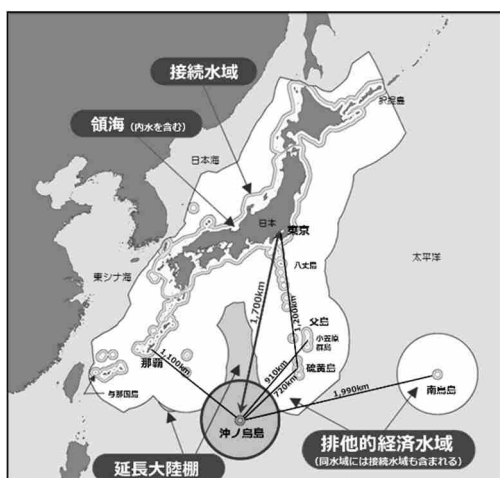 接続水域
領海（内水を含む）
択捉島
日本海
日本
東京
八丈島
太平洋
東シナ海
1,700km
1,200km
父島
小笠原
群島
那覇
1,100km
910km
720km
硫黄島
1,990km
南鳥島
与那国島
沖ノ鳥島
排他的経済水域
（同水域には接続水域も含まれる）
延長大陸棚